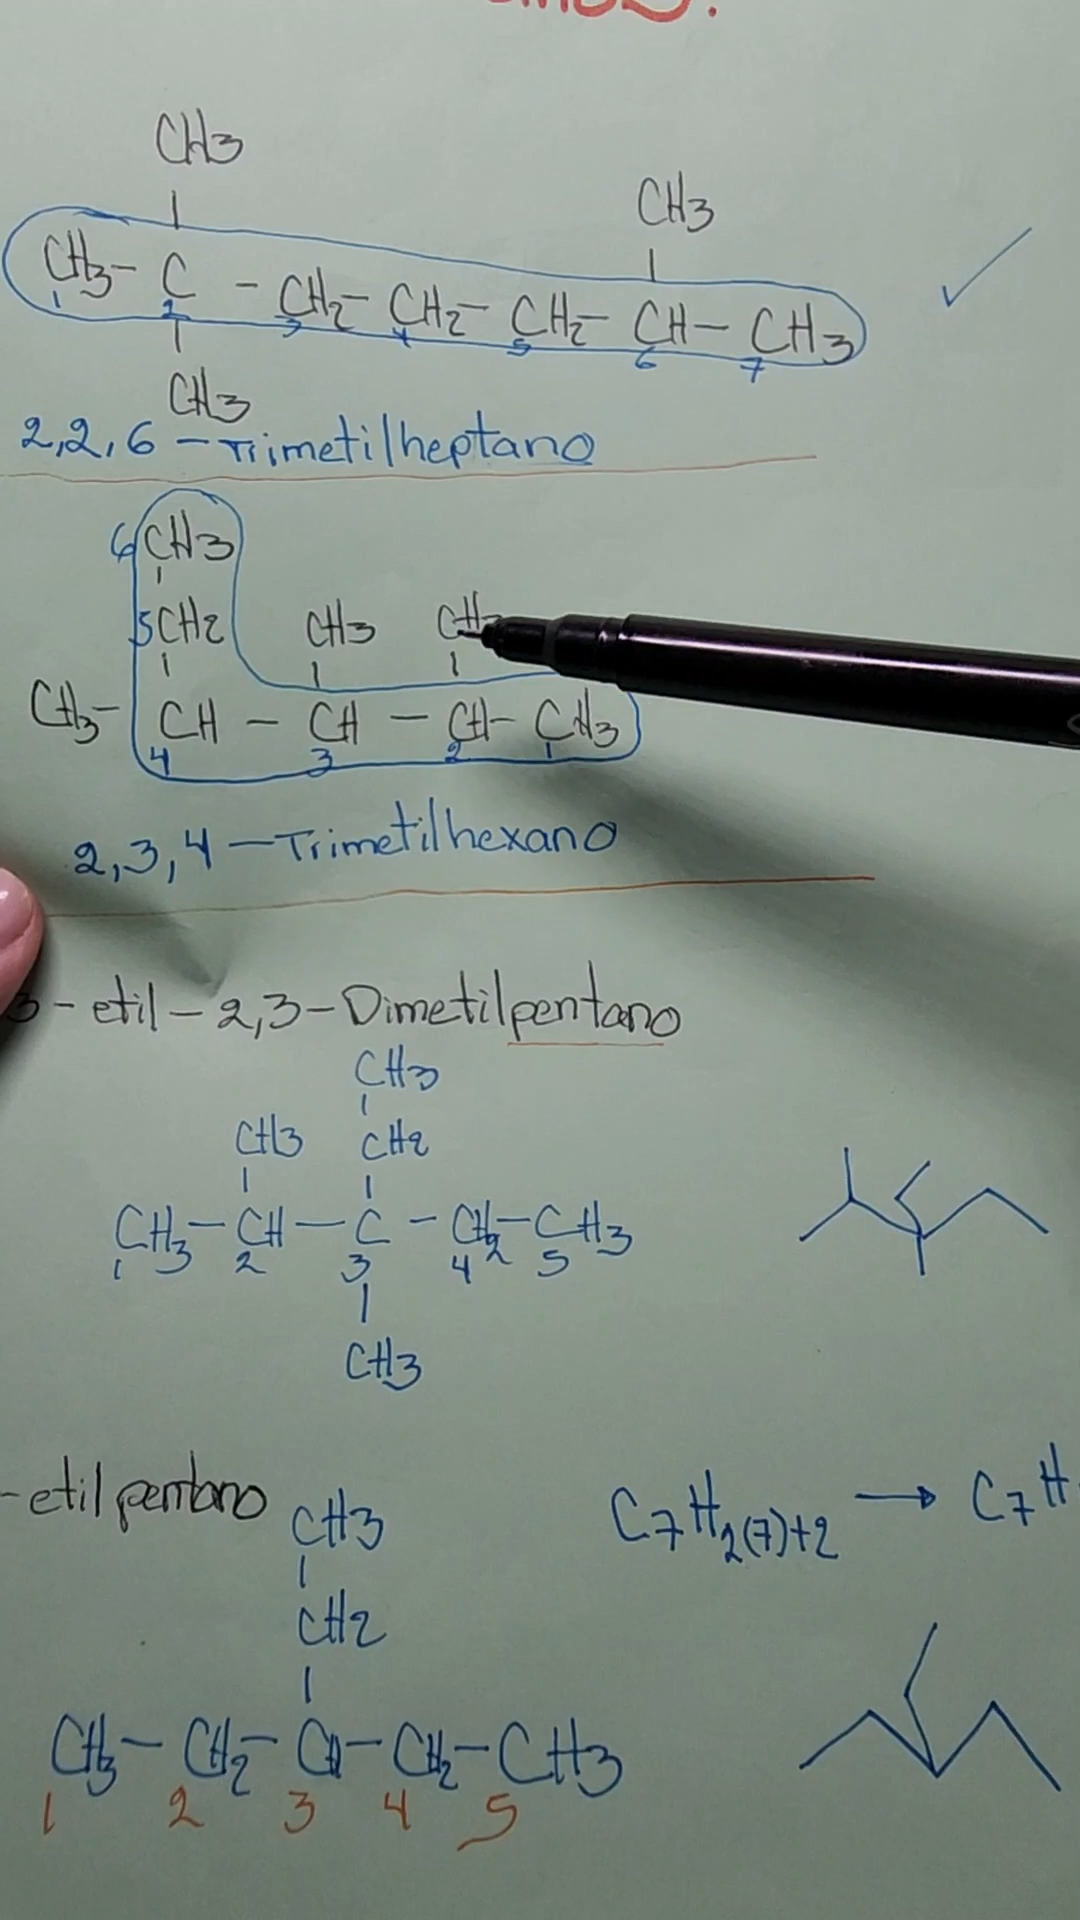 CH3
CH3
CH3 - C - CH2 - CH2 - CH2 - CH - CH3
1 2 3 4 5 6 7
CH3
2,2,6 - Trimetilheptano
6 CH3
5 CH2 CH3
CH3 - CH - CH - CH - CH3
4 3 2 1
2,3,4 - Trimetilhexano
3 - etil - 2,3 - Dimetilpentano
CH3
CH3 CH2
CH3 - CH - C - CH2 - CH3
1 2 3 4 5
CH3
- etilpentano
CH3
C7H2(7)+2 → C7H
CH2
CH3 - CH2 - CH - CH2 - CH3
1 2 3 4 5